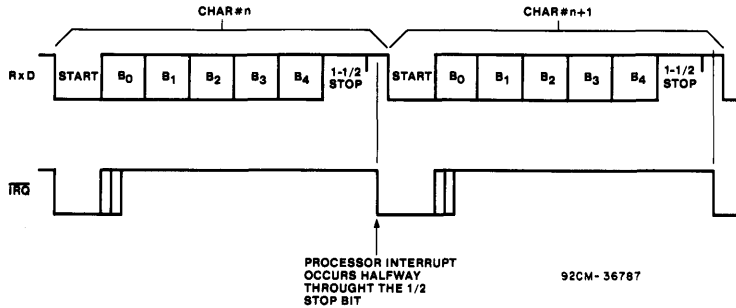 CHAR#n CHAR#n+1
RxD START B0 B1 B2 B3 B4 1-1/2 STOP START B0 B1 B2 B3 B4 1-1/2 STOP
IRQ
PROCESSOR INTERRUPT
OCCURS HALFWAY
THROUGHT THE 1/2
STOP BIT
92CM-36787